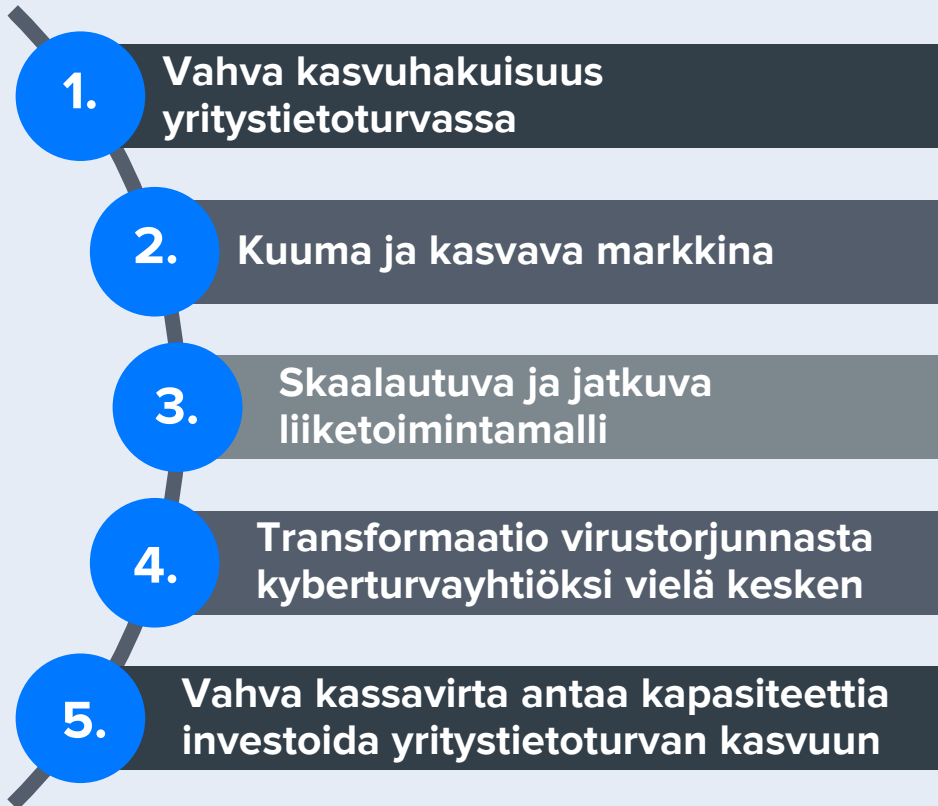 1.
Vahva kasvuhakuisuus
yritystietoturvassa
2.
Kuuma ja kasvava markkina
3.
Skaalautuva ja jatkuva
liiketoimintamalli
4.
Transformaatio virustorjunnasta
kyberturvayhtiöksi vielä kesken
5.
Vahva kassavirta antaa kapasiteettia
investoida yritystietoturvan kasvuun